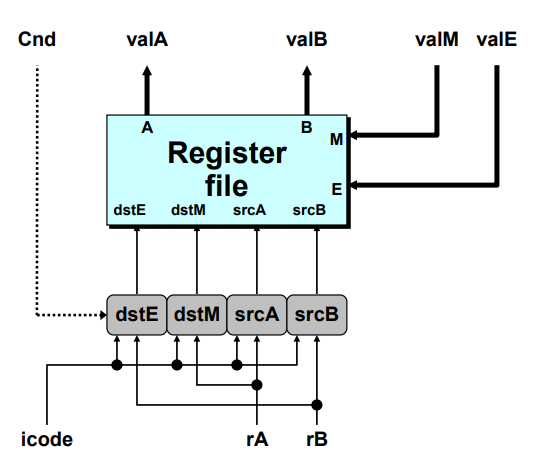 Cnd valA valB valM valE
A B
M
Register
file
E
dstE dstM srcA srcB
dstE dstM srcA srcB
icode rA rB